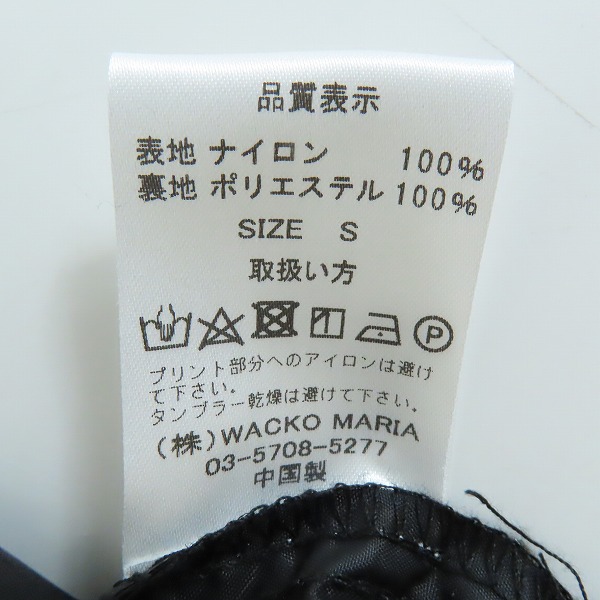 品質表示
表地 ナイロン 100%
裏地 ポリエステル 100%
SIZE S
取扱い方
P
プリント部分へのアイロンは避け
て下さい。
タンブラー乾燥は避けて下さい。
(株)WACKO MARIA
03-5708-5277
中国製